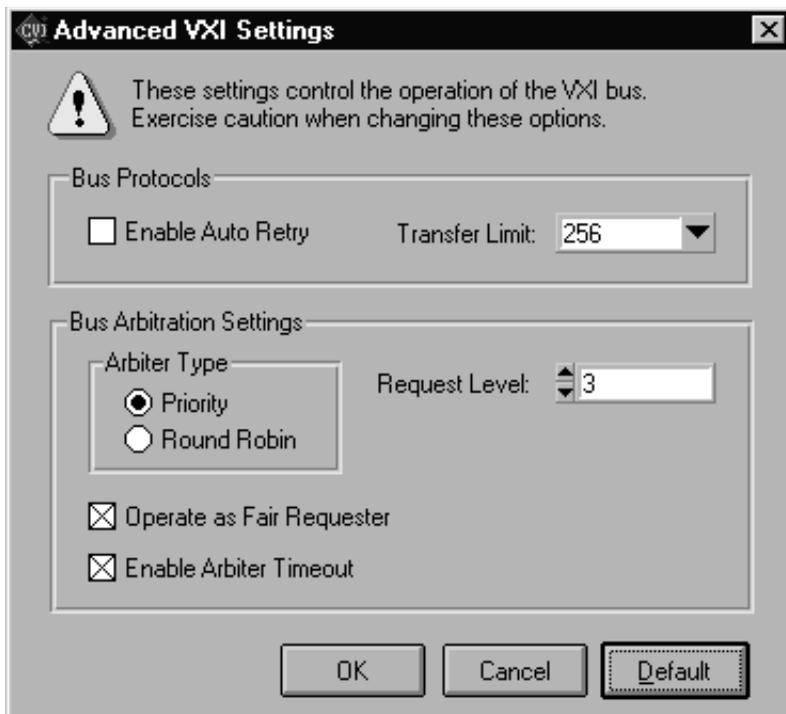 CVI Advanced VXI Settings
These settings control the operation of the VXI bus.
Exercise caution when changing these options.
Bus Protocols
Enable Auto Retry
Transfer Limit: 256
Bus Arbitration Settings
Arbiter Type
Priority
Round Robin
Request Level: 3
Operate as Fair Requester
Enable Arbiter Timeout
OK Cancel Default